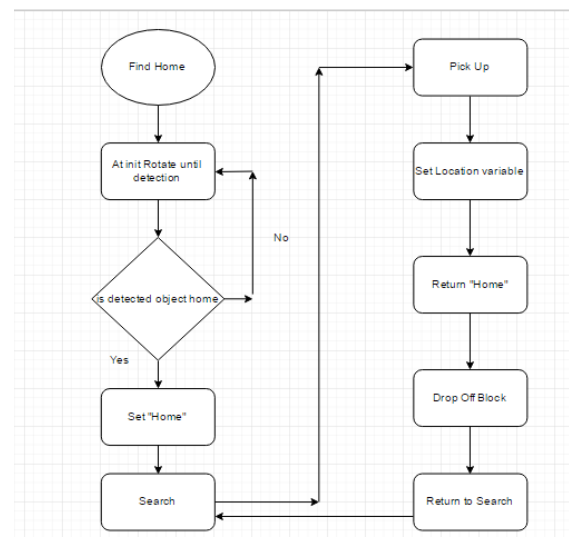 Find Home
At init Rotate until
detection
No
is detected object home
Yes
Set "Home"
Search
Pick Up
Set Location variable
Return "Home"
Drop Off Block
Return to Search